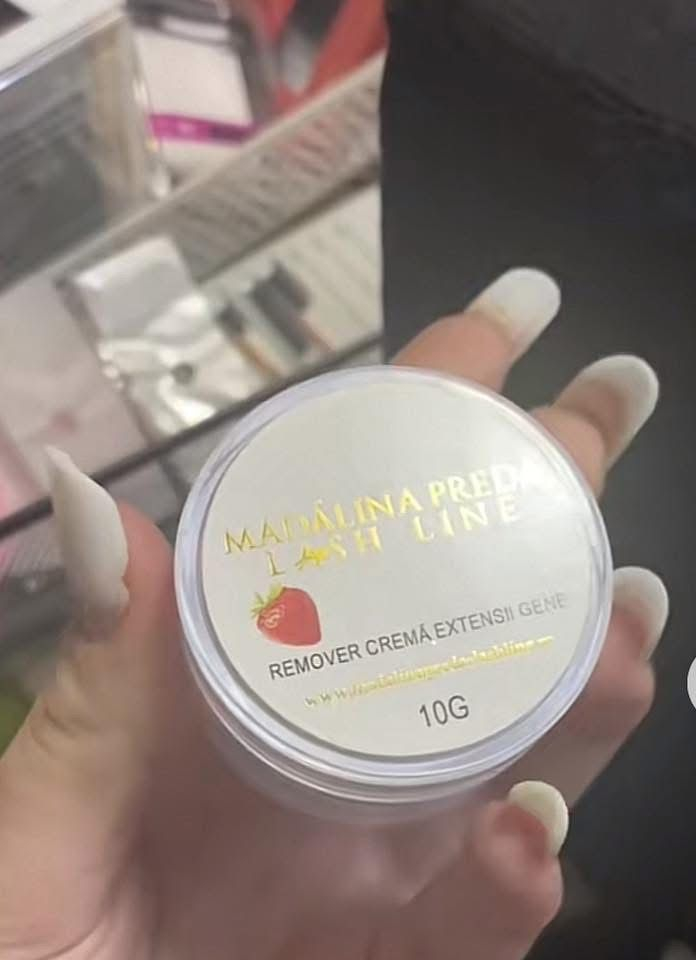 MADĂLINA PREDA
LASH LINE
REMOVER CREMĂ EXTENSII GENE
10G